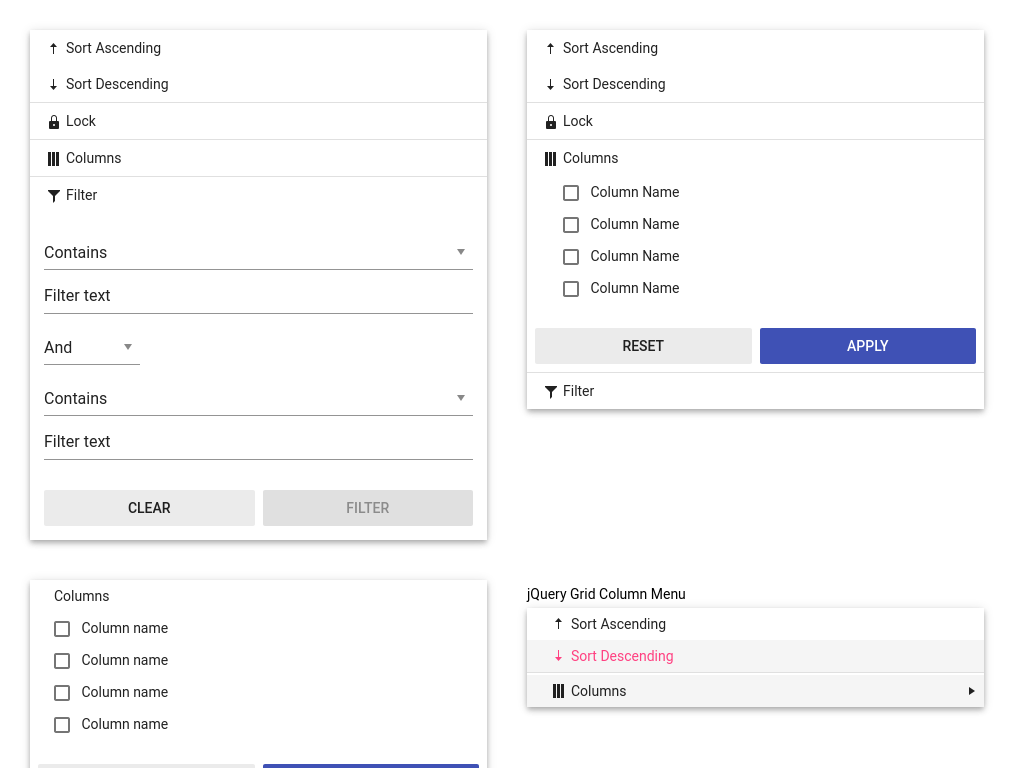 Sort Ascending
Sort Descending
Lock
Columns
Filter
Contains
Filter text
And
Contains
Filter text
CLEAR FILTER
Sort Ascending
Sort Descending
Lock
Columns
Column Name
Column Name
Column Name
Column Name
RESET APPLY
Filter
Columns
Column name
Column name
Column name
Column name
jQuery Grid Column Menu
Sort Ascending
Sort Descending
Columns